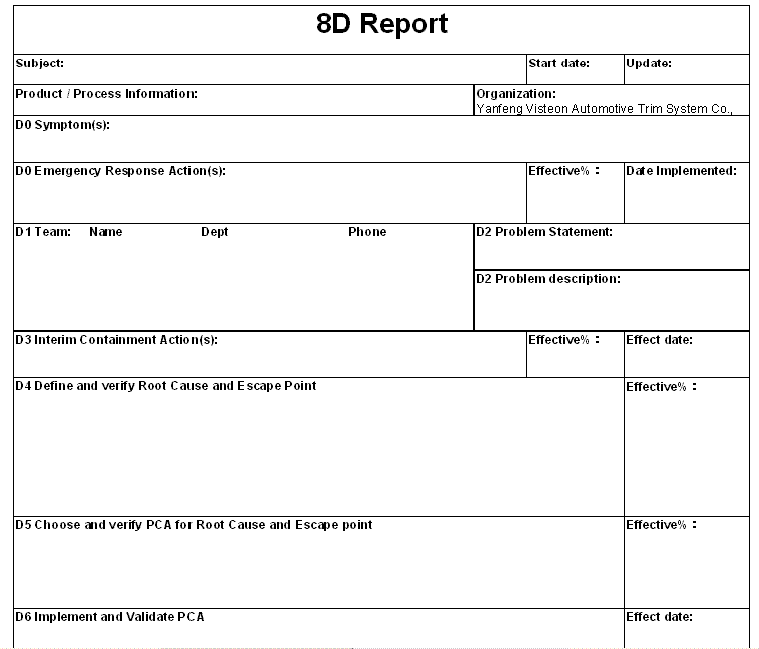 8D Report
Subject: Start date: Update:
Product / Process Information: Organization:
Yanfeng Visteon Automotive Trim System Co.,
D0 Symptom(s):
D0 Emergency Response Action(s): Effective%： Date Implemented:
D1 Team: Name Dept Phone D2 Problem Statement:
D2 Problem description:
D3 Interim Containment Action(s): Effective%： Effect date:
D4 Define and verify Root Cause and Escape Point Effective%：
D5 Choose and verify PCA for Root Cause and Escape point Effective%：
D6 Implement and Validate PCA Effect date: